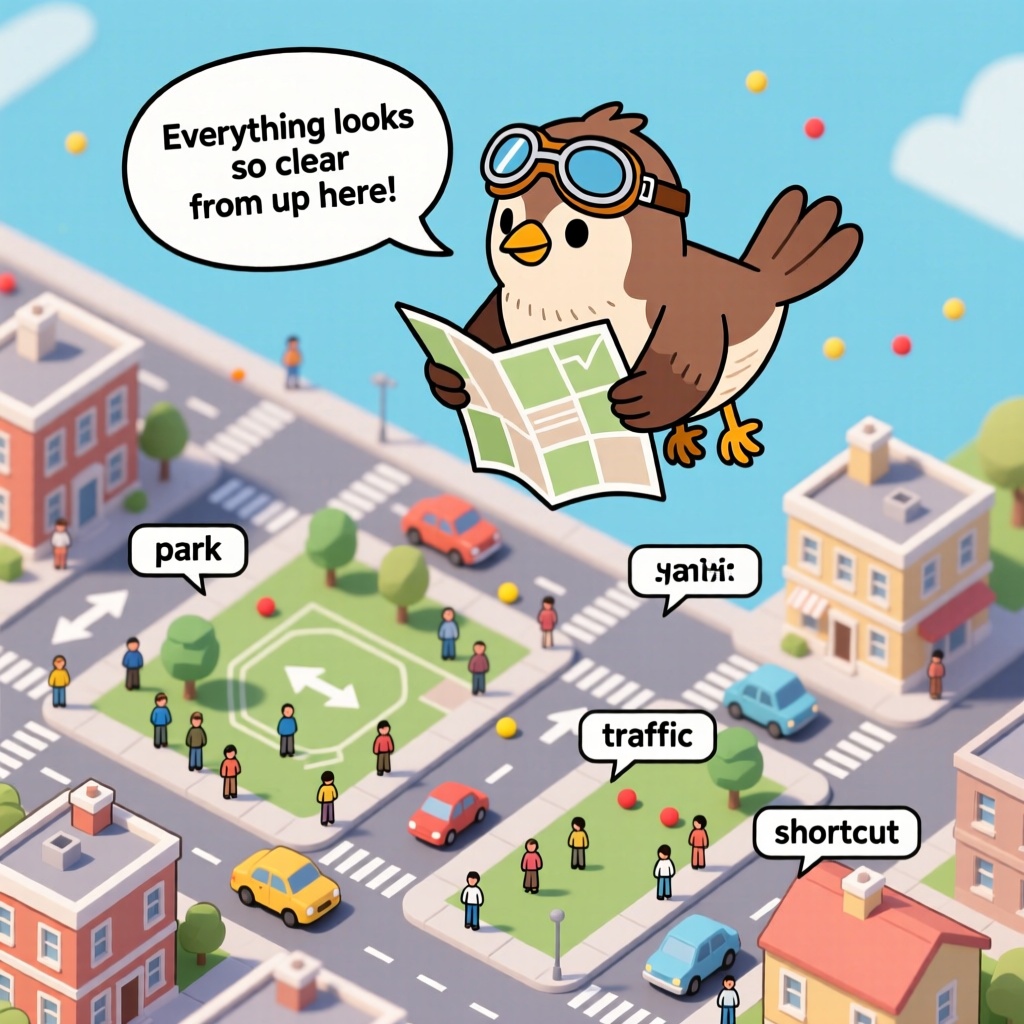 Everything looks
so clear
from up here!
park
traffic
shortcut